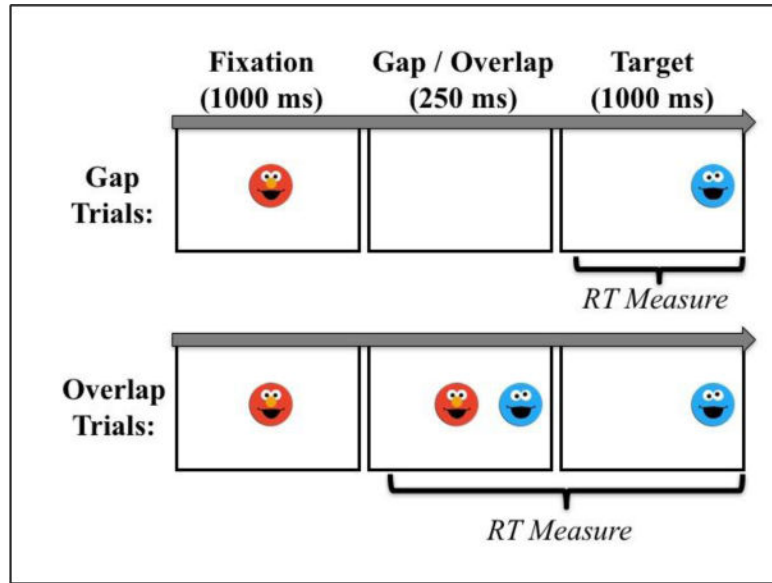 Fixation Gap / Overlap Target
(1000 ms) (250 ms) (1000 ms)
Gap
Trials:
RT Measure
Overlap
Trials:
RT Measure